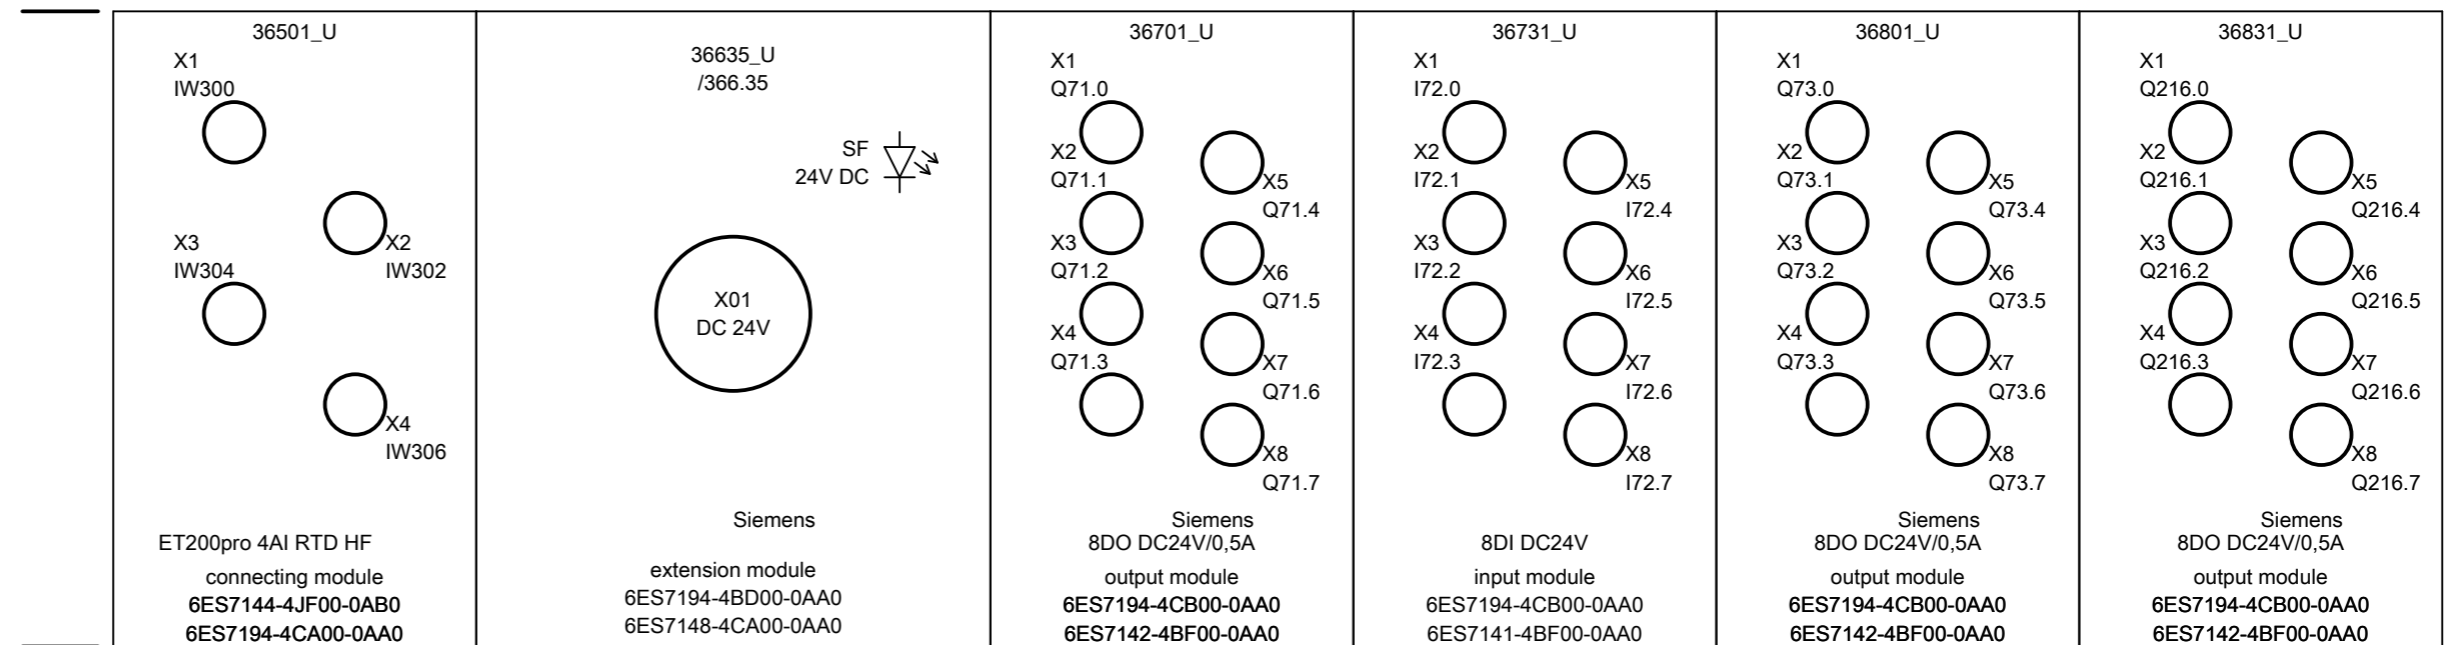 36501_U
X1
IW300
X3
IW304
X2
IW302
X4
IW306
ET200pro 4AI RTD HF
connecting module
6ES7144-4JF00-0AB0
6ES7194-4CA00-0AA0
36635_U
/366.35
SF
24V DC
X01
DC 24V
Siemens
extension module
6ES7194-4BD00-0AA0
6ES7148-4CA00-0AA0
36701_U
X1
Q71.0
X2
Q71.1
X3
Q71.2
X4
Q71.3
X5
Q71.4
X6
Q71.5
X7
Q71.6
X8
Q71.7
Siemens
8DO DC24V/0,5A
output module
6ES7194-4CB00-0AA0
6ES7142-4BF00-0AA0
36731_U
X1
I72.0
X2
I72.1
X3
I72.2
X4
I72.3
X5
I72.4
X6
I72.5
X7
I72.6
X8
I72.7
8DI DC24V
input module
6ES7194-4CB00-0AA0
6ES7141-4BF00-0AA0
36801_U
X1
Q73.0
X2
Q73.1
X3
Q73.2
X4
Q73.3
X5
Q73.4
X6
Q73.5
X7
Q73.6
X8
Q73.7
Siemens
8DO DC24V/0,5A
output module
6ES7194-4CB00-0AA0
6ES7142-4BF00-0AA0
36831_U
X1
Q216.0
X2
Q216.1
X3
Q216.2
X4
Q216.3
X5
Q216.4
X6
Q216.5
X7
Q216.6
X8
Q216.7
Siemens
8DO DC24V/0,5A
output module
6ES7194-4CB00-0AA0
6ES7142-4BF00-0AA0